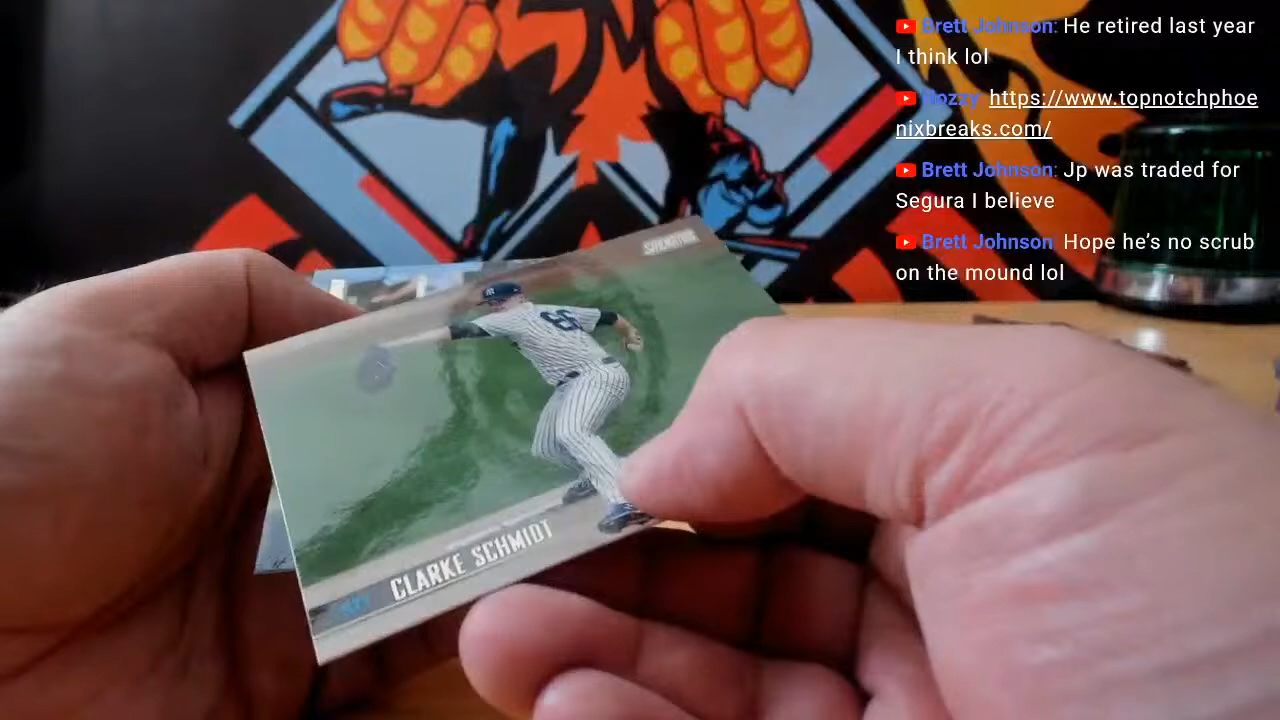 Brett Johnson: He retired last year
I think lol
https://www.topnotchphoe
nixbreaks.com/
Brett Johnson: Jp was traded for
Segura I believe
Brett Johnson: Hope he's no scrub
on the mound lol
CLARKE SCHMIDT